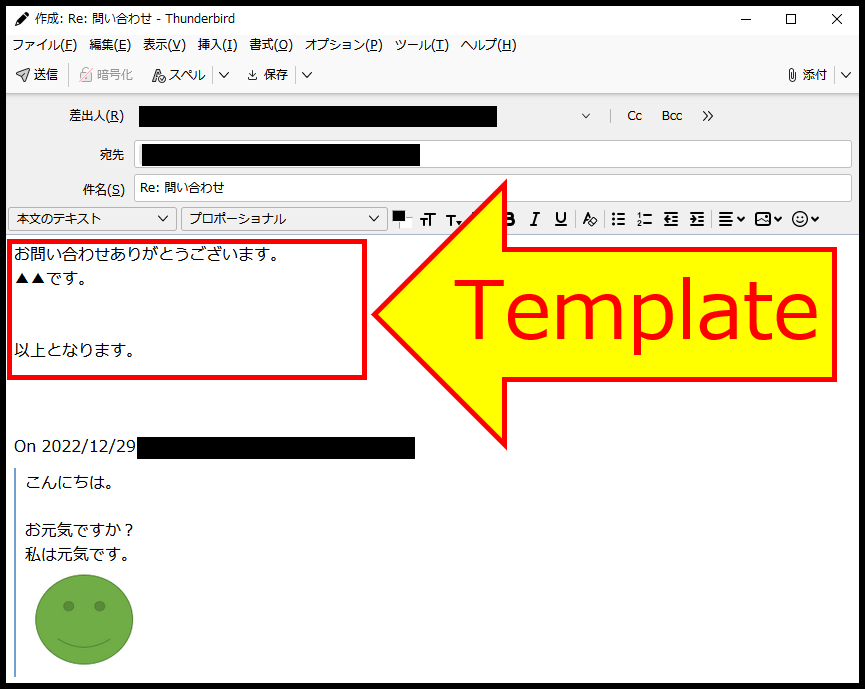 作成: Re: 問い合わせ - Thunderbird
ファイル(F) 編集(E) 表示(V) 挿入(I) 書式(O) オプション(P) ツール(T) ヘルプ(H)
送信 暗号化 スペル 保存 添付
差出人(R) Cc Bcc
宛先
件名(S) Re: 問い合わせ
本文のテキスト プロポーショナル
お問い合わせありがとうございます。
▲▲です。
Template
以上となります。
On 2022/12/29
こんにちは。
お元気ですか？
私は元気です。